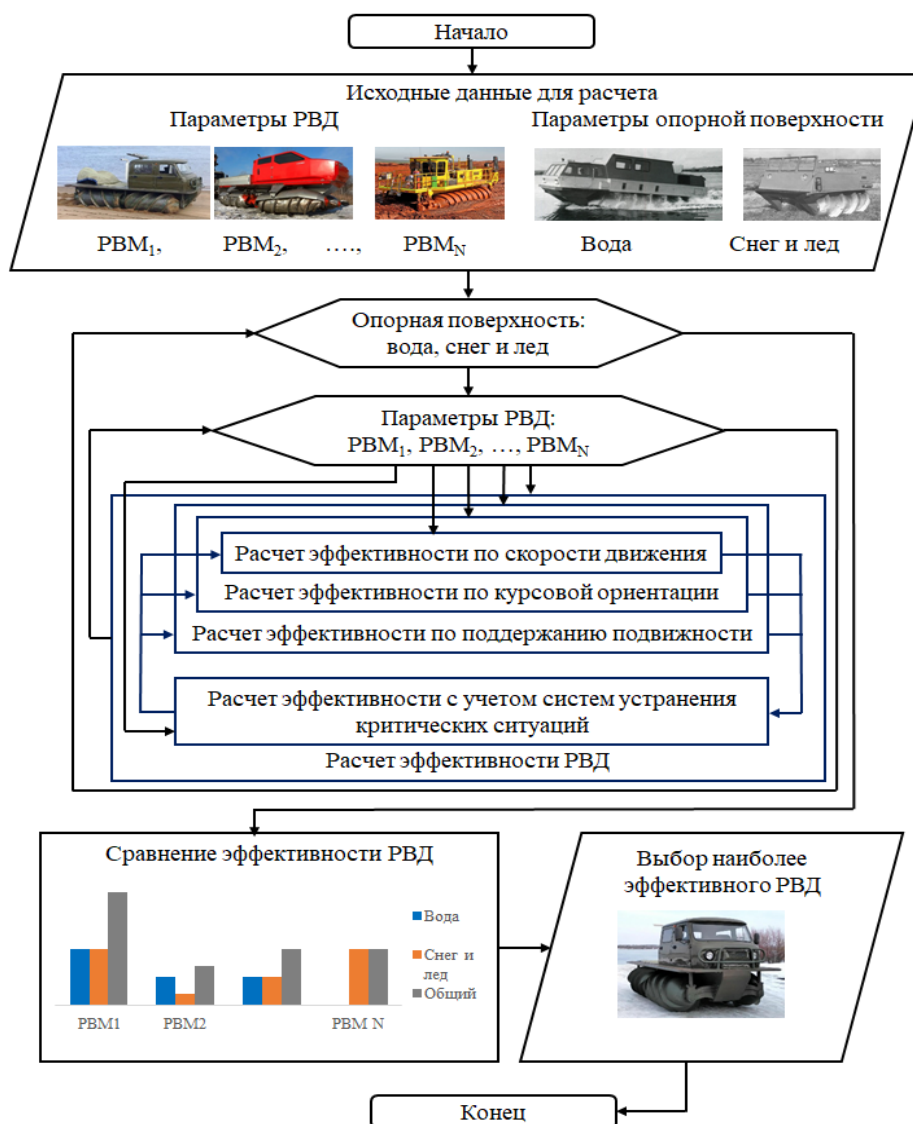 Начало
Исходные данные для расчета
Параметры РВД
Параметры опорной поверхности
РВМ1, РВМ2, …., РВМN
Вода
Снег и лед
Опорная поверхность:
вода, снег и лед
Параметры РВД:
РВМ1, РВМ2, …, РВМN
Расчет эффективности по скорости движения
Расчет эффективности по курсовой ориентации
Расчет эффективности по поддержанию подвижности
Расчет эффективности с учетом систем устранения
критических ситуаций
Расчет эффективности РВД
Сравнение эффективности РВД
Вода
Снег и
лед
Общий
РВМ1
РВМ2
РВМ N
Выбор наиболее
эффективного РВД
Конец